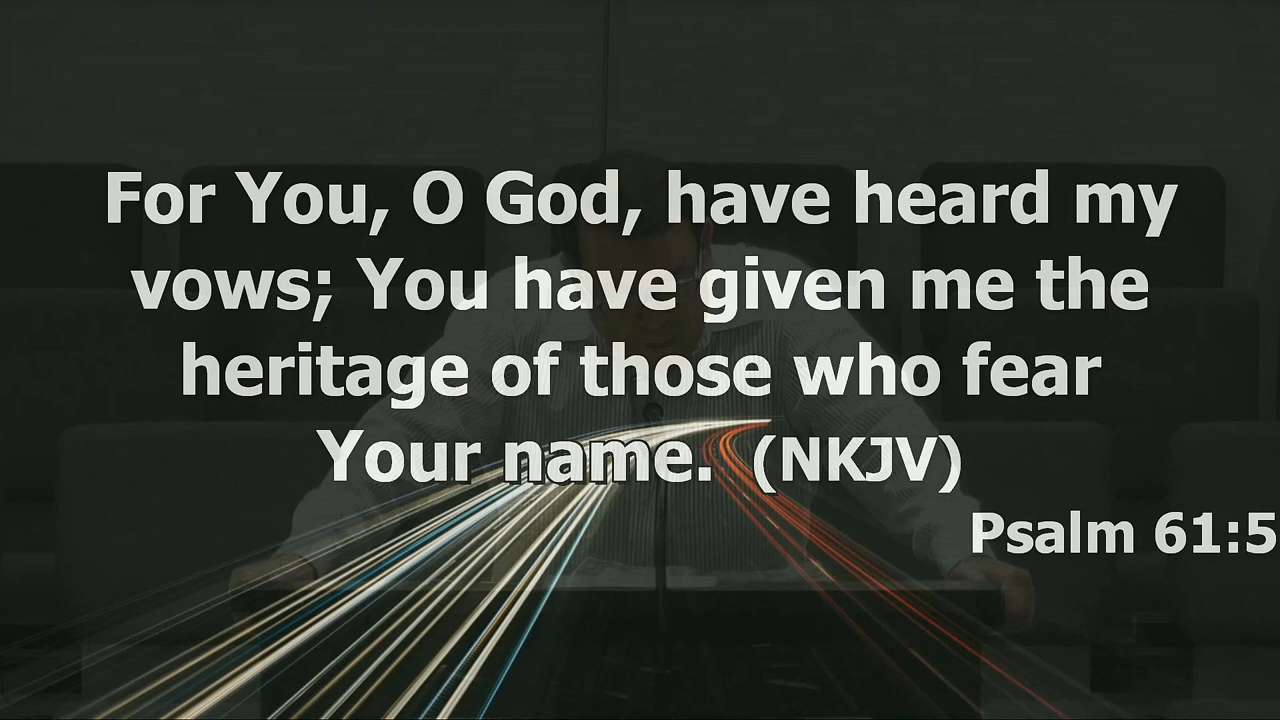 For You, O God, have heard my
vows; You have given me the
heritage of those who fear
Your name. (NKJV)
Psalm 61:5